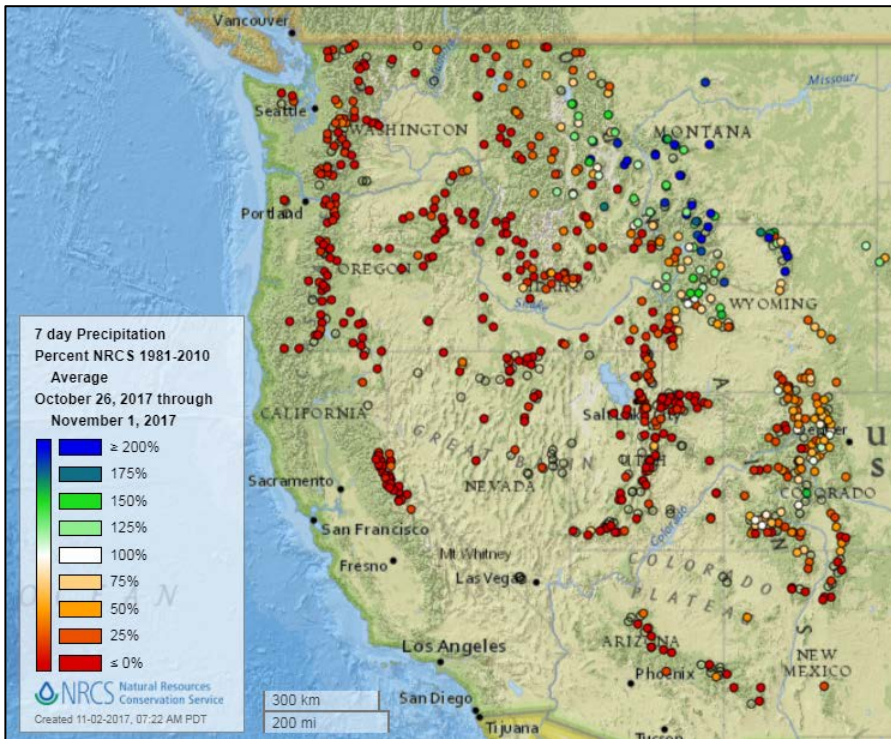 Vancouver
Missouri
Seattle
WASHINGTON
MONTANA
Portland
OREGON
Snake
WYOMING
7 day Precipitation
Percent NRCS 1981-2010
Average
October 26, 2017 through
November 1, 2017
≥ 200%
175%
150%
125%
100%
75%
50%
25%
≤ 0%
NRCS Natural Resources
Conservation Service
Created 11-02-2017, 07:22 AM PDT
CALIFORNIA
GREAT BASIN
Salt Lake City
UTAH
U
S
NEVADA
COLORADO
Sacramento
San Francisco
Colorado
Fresno
Mt Whitney
Las Vegas
COLORADO
PLATEA
Los Angeles
ARIZONA
Phoenix
NEW
MEXICO
300 km
200 mi
San Diego
Tijuana
Tucson